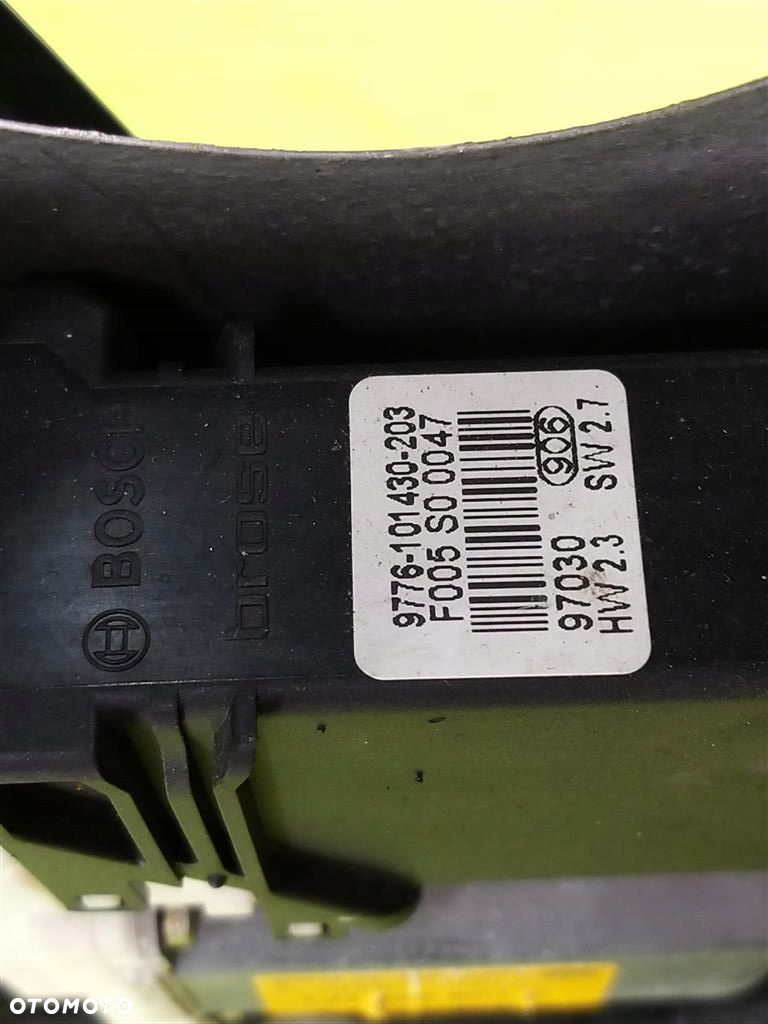 BOSCH
brose
9776-101430-203
F005 S0 0047
906
97030
HW 2.3 SW 2.7
OTOMOTO